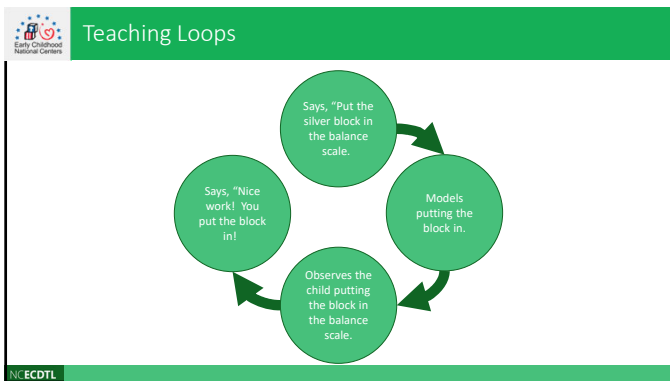 Early Childhood
National Centers
Teaching Loops
Says, “Put the
silver block in
the balance
scale.
Models
putting the
block in.
Observes the
child putting
the block in
the balance
scale.
Says, “Nice
work!  You
put the block
in!
NCECDTL